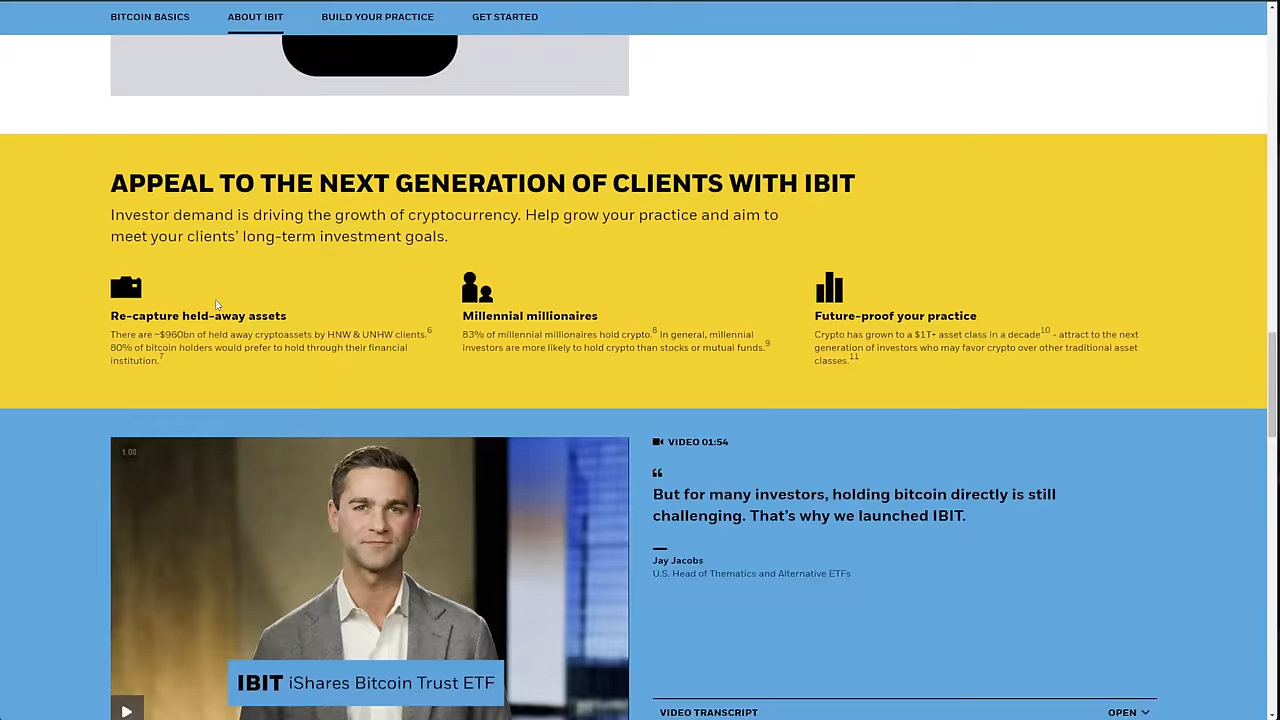 BITCOIN BASICS ABOUT IBIT BUILD YOUR PRACTICE GET STARTED
APPEAL TO THE NEXT GENERATION OF CLIENTS WITH IBIT
Investor demand is driving the growth of cryptocurrency. Help grow your practice and aim to
meet your clients’ long-term investment goals.
Re-capture held-away assets
There are ~$960bn of held away cryptoassets by HNW & UNHW clients.6
80% of bitcoin holders would prefer to hold through their financial
institution.7
Millennial millionaires
83% of millennial millionaires hold crypto.8 In general, millennial
investors are more likely to hold crypto than stocks or mutual funds.9
Future-proof your practice
Crypto has grown to a $1T+ asset class in a decade10 - attract to the next
generation of investors who may favor crypto over other traditional asset
classes.11
1.00
IBIT iShares Bitcoin Trust ETF
VIDEO 01:54
“
But for many investors, holding bitcoin directly is still
challenging. That’s why we launched IBIT.
Jay Jacobs
U.S. Head of Thematics and Alternative ETFs
VIDEO TRANSCRIPT OPEN